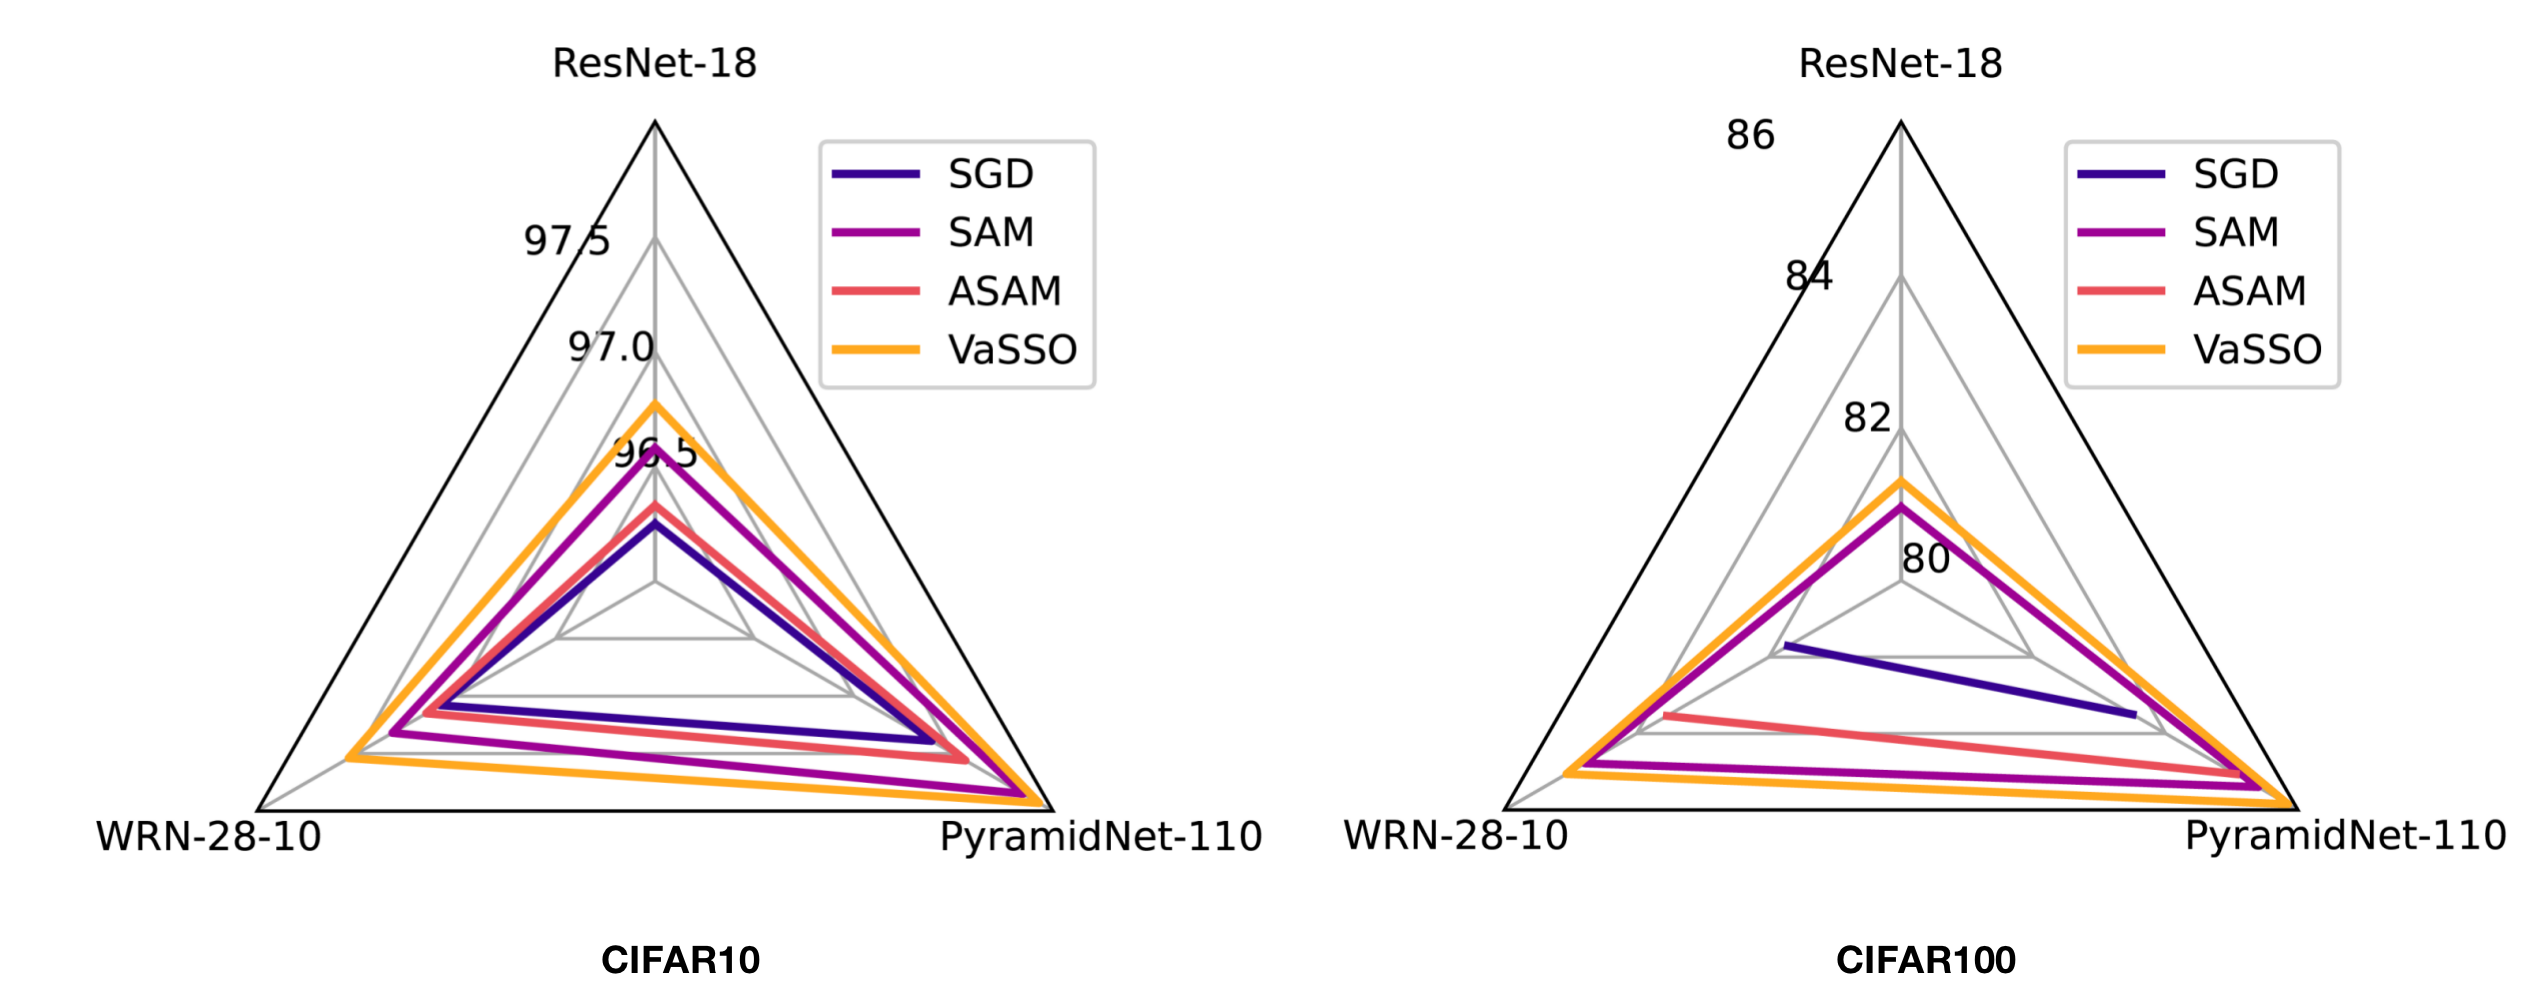 ResNet-18
97.5
97.0
96.5
SGD
SAM
ASAM
VaSSO
WRN-28-10
PyramidNet-110
CIFAR10
ResNet-18
86
84
82
80
SGD
SAM
ASAM
VaSSO
WRN-28-10
PyramidNet-110
CIFAR100